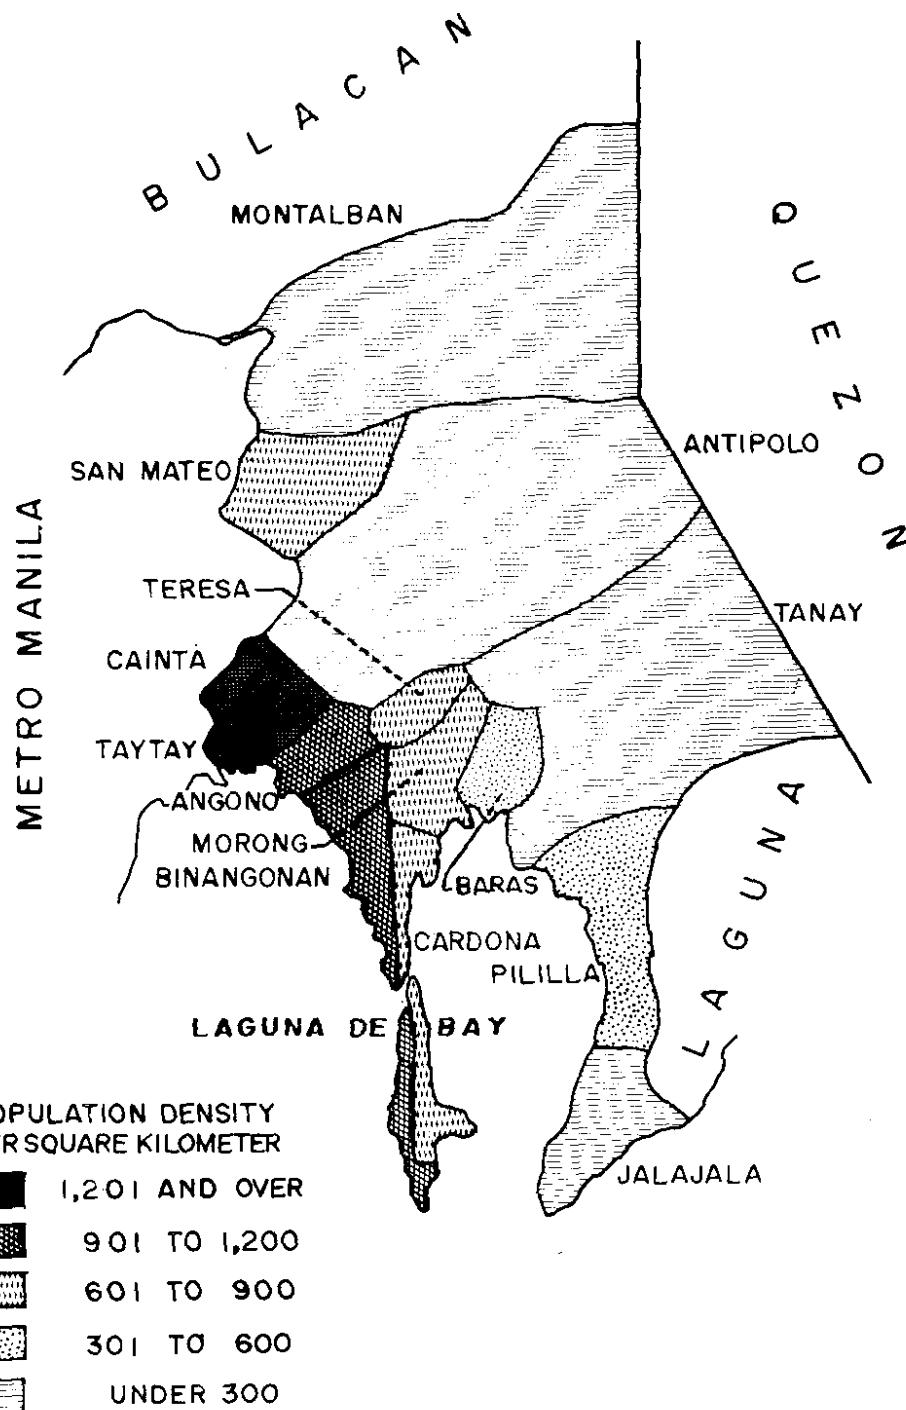 BULACAN
MONTALBAN
QUEZON
ANTIPOLO
SAN MATEO
METRO MANILA
TERESA
TANAY
CAINTA
TAYTAY
ANGONO
MORONG
BINANGONAN
BARAS
LAGUNA
CARDONA
PILILLA
LAGUNA DE BAY
OPULATION DENSITY
ER SQUARE KILOMETER
1,201 AND OVER
901 TO 1,200
601 TO 900
301 TO 600
UNDER 300
JALAJALA